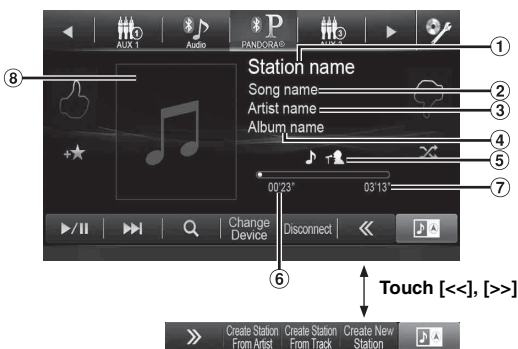 AUX 1
Audio
PANDORA®
AUX 3
①
Station name
⑧
Song name
②
Artist name
③
Album name
④
⑤
00'23"
03'13"
⑦
Change Device
Disconnect
⑥
Touch [<<], [>>]
Create Station From Artist
Create Station From Track
Create New Station